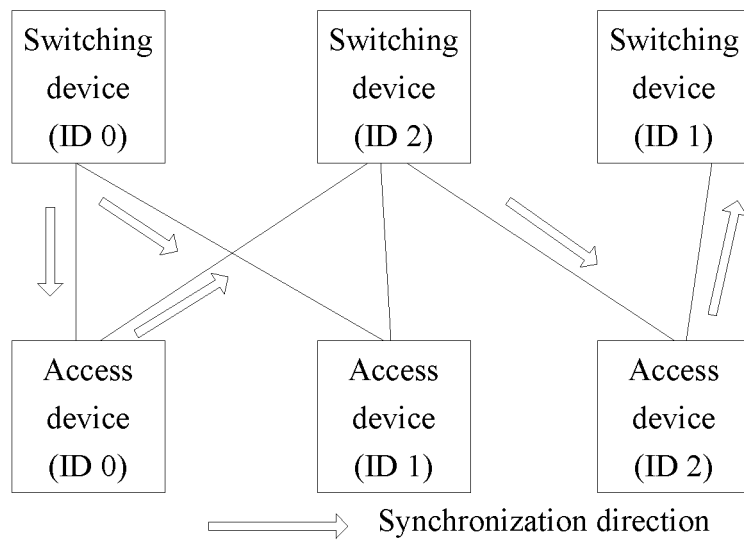 Switching
device
(ID 0)
Switching
device
(ID 2)
Switching
device
(ID 1)
Access
device
(ID 0)
Access
device
(ID 1)
Access
device
(ID 2)
Synchronization direction